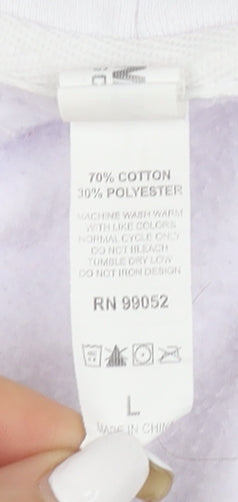 70% COTTON
30% POLYESTER
MACHINE WASH WARM
WITH LIKE COLORS
NORMAL CYCLE ONLY
DO NOT BLEACH
TUMBLE DRY LOW
DO NOT IRON DESIGN
RN 99052
L
MADE IN CHINA